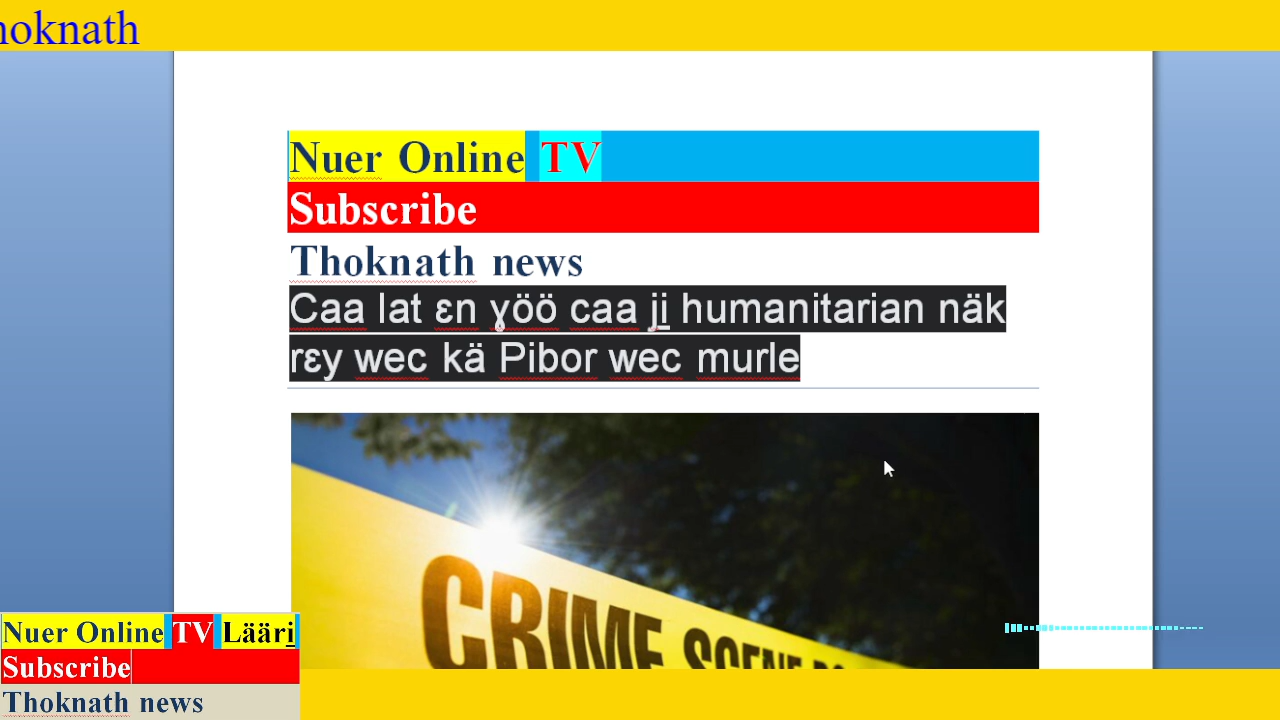 hoknath
Nuer Online TV
Subscribe
Thoknath news
Caa lat ɛn ɣöö caa ji humanitarian näk
rɛy wec kä Pibor wec murle
CRIME SCENE DO
Nuer Online TV Lääri
Subscribe
Thoknath news